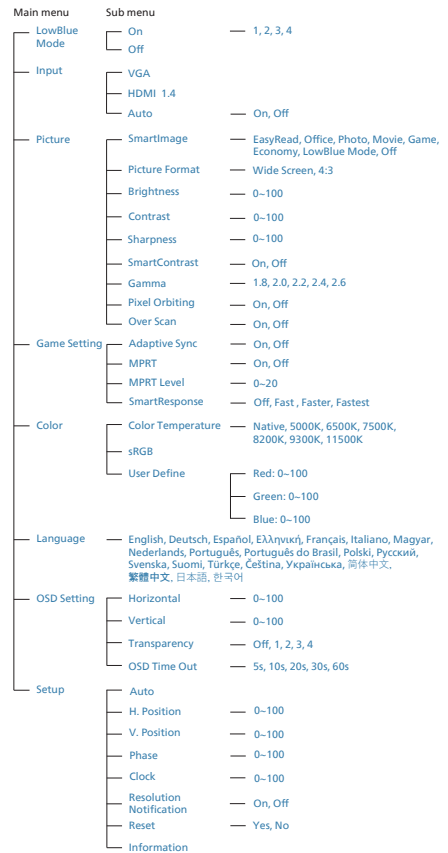 Main menu Sub menu
LowBlue Mode
On 1, 2, 3, 4
Off
Input
VGA
HDMI 1.4
Auto On, Off
Picture
SmartImage EasyRead, Office, Photo, Movie, Game,
Economy, LowBlue Mode, Off
Picture Format Wide Screen, 4:3
Brightness 0~100
Contrast 0~100
Sharpness 0~100
SmartContrast On, Off
Gamma 1.8, 2.0, 2.2, 2.4, 2.6
Pixel Orbiting On, Off
Over Scan On, Off
Game Setting
Adaptive Sync On, Off
MPRT On, Off
MPRT Level 0~20
SmartResponse Off, Fast , Faster, Fastest
Color
Color Temperature Native, 5000K, 6500K, 7500K,
8200K, 9300K, 11500K
sRGB
User Define Red: 0~100
Green: 0~100
Blue: 0~100
Language English, Deutsch, Español, Ελληνική, Français, Italiano, Magyar,
Nederlands, Português, Português do Brasil, Polski, Русский,
Svenska, Suomi, Türkçe, Čeština, Українська, 简体中文,
繁體中文, 日本語, 한국어
OSD Setting
Horizontal 0~100
Vertical 0~100
Transparency Off, 1, 2, 3, 4
OSD Time Out 5s, 10s, 20s, 30s, 60s
Setup
Auto
H. Position 0~100
V. Position 0~100
Phase 0~100
Clock 0~100
Resolution
Notification On, Off
Reset Yes, No
Information